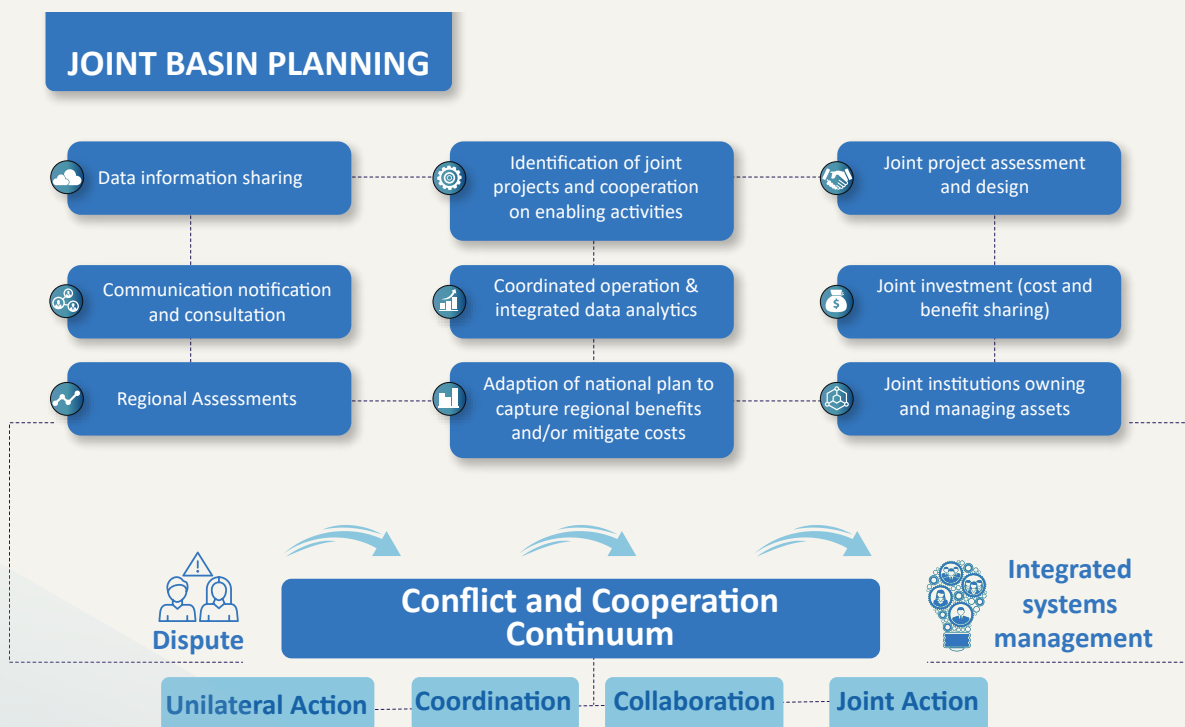 JOINT BASIN PLANNING
Data information sharing
Identification of joint
projects and cooperation
on enabling activities
Joint project assessment
and design
Communication notification
and consultation
Coordinated operation &
integrated data analytics
Joint investment (cost and
benefit sharing)
$
Regional Assessments
Adaption of national plan to
capture regional benefits
and/or mitigate costs
Joint institutions owning
and managing assets
!
Dispute
Conflict and Cooperation
Continuum
Integrated
systems
management
Unilateral Action
Coordination
Collaboration
Joint Action